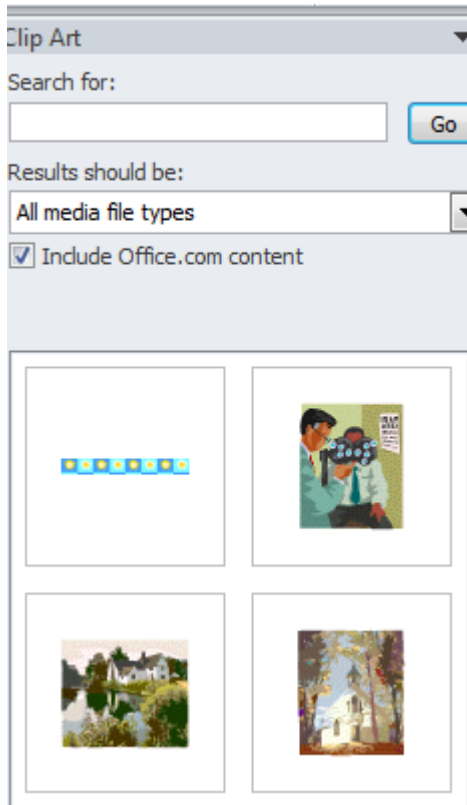 Clip Art
Search for:
Go
Results should be:
All media file types
Include Office.com content